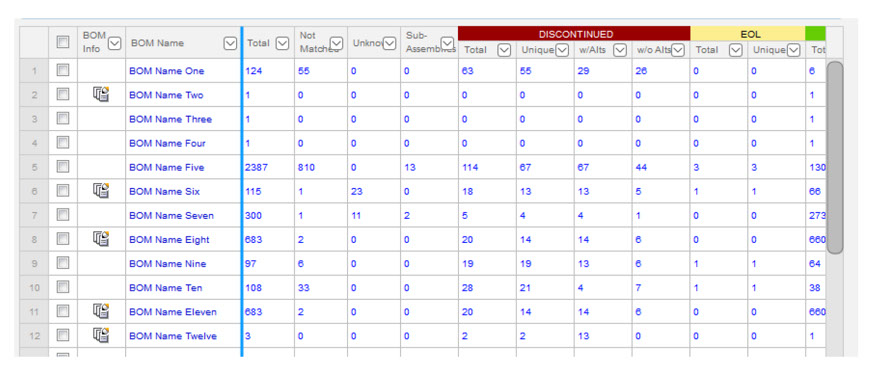 DISCONTINUED EOL
BOM Info BOM Name Total Not Matched Unkno Sub-Assemblies Total Unique w/Alts w/o Alts Total Unique Tot
1 BOM Name One 124 55 0 0 63 55 29 26 0 0 6
2 BOM Name Two 1 0 0 0 0 0 0 0 0 0 1
3 BOM Name Three 1 0 0 0 0 0 0 0 0 0 1
4 BOM Name Four 1 0 0 0 0 0 0 0 0 0 1
5 BOM Name Five 2387 810 0 13 114 67 67 44 3 3 130
6 BOM Name Six 115 1 23 0 18 13 13 5 1 1 66
7 BOM Name Seven 300 1 11 2 5 4 4 1 0 0 273
8 BOM Name Eight 683 2 0 0 20 14 14 6 0 0 660
9 BOM Name Nine 97 6 0 0 19 19 13 6 1 1 64
10 BOM Name Ten 108 33 0 0 28 21 4 7 1 1 38
11 BOM Name Eleven 683 2 0 0 20 14 14 6 0 0 660
12 BOM Name Twelve 3 0 0 0 2 2 13 0 0 0 1